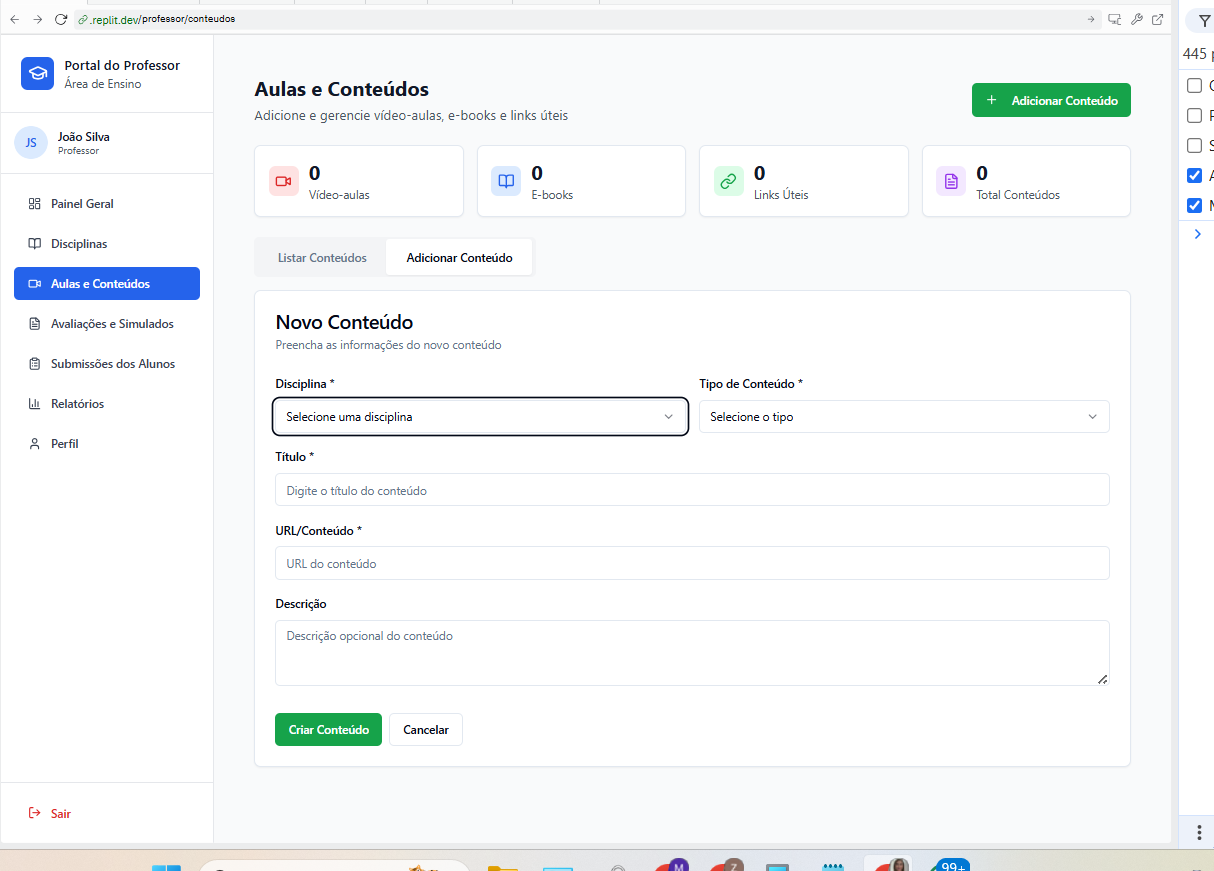 .replit.dev/professor/conteudos
445
Portal do Professor
Área de Ensino
JS
João Silva
Professor
Painel Geral
Disciplinas
Aulas e Conteúdos
Avaliações e Simulados
Submissões dos Alunos
Relatórios
Perfil
Sair
Aulas e Conteúdos
Adicione e gerencie vídeo-aulas, e-books e links úteis
+ Adicionar Conteúdo
0
Vídeo-aulas
0
E-books
0
Links Úteis
0
Total Conteúdos
Listar Conteúdos
Adicionar Conteúdo
Novo Conteúdo
Preencha as informações do novo conteúdo
Disciplina *
Tipo de Conteúdo *
Selecione uma disciplina
Selecione o tipo
Título *
Digite o título do conteúdo
URL/Conteúdo *
URL do conteúdo
Descrição
Descrição opcional do conteúdo
Criar Conteúdo
Cancelar
M
Z
99+